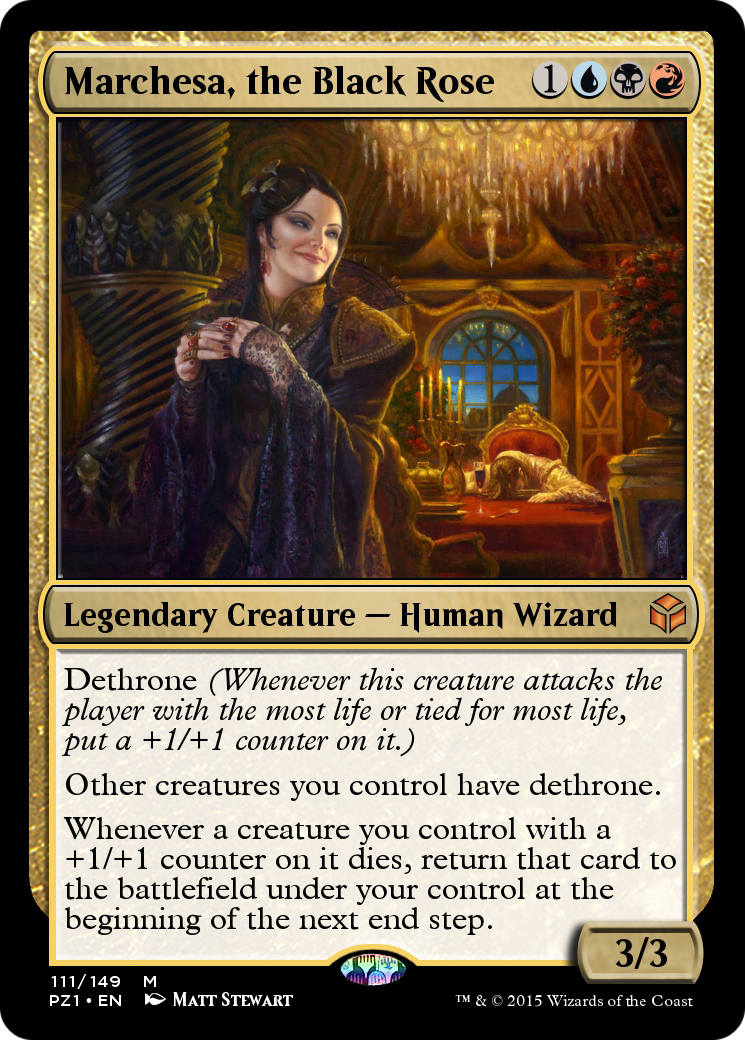 Marchesa, the Black Rose 1
Legendary Creature — Human Wizard
Dethrone (Whenever this creature attacks the
player with the most life or tied for most life,
put a +1/+1 counter on it.)
Other creatures you control have dethrone.
Whenever a creature you control with a
+1/+1 counter on it dies, return that card to
the battlefield under your control at the
beginning of the next end step.
3/3
111/149 M
PZ1 • EN Matt Stewart
™ & © 2015 Wizards of the Coast